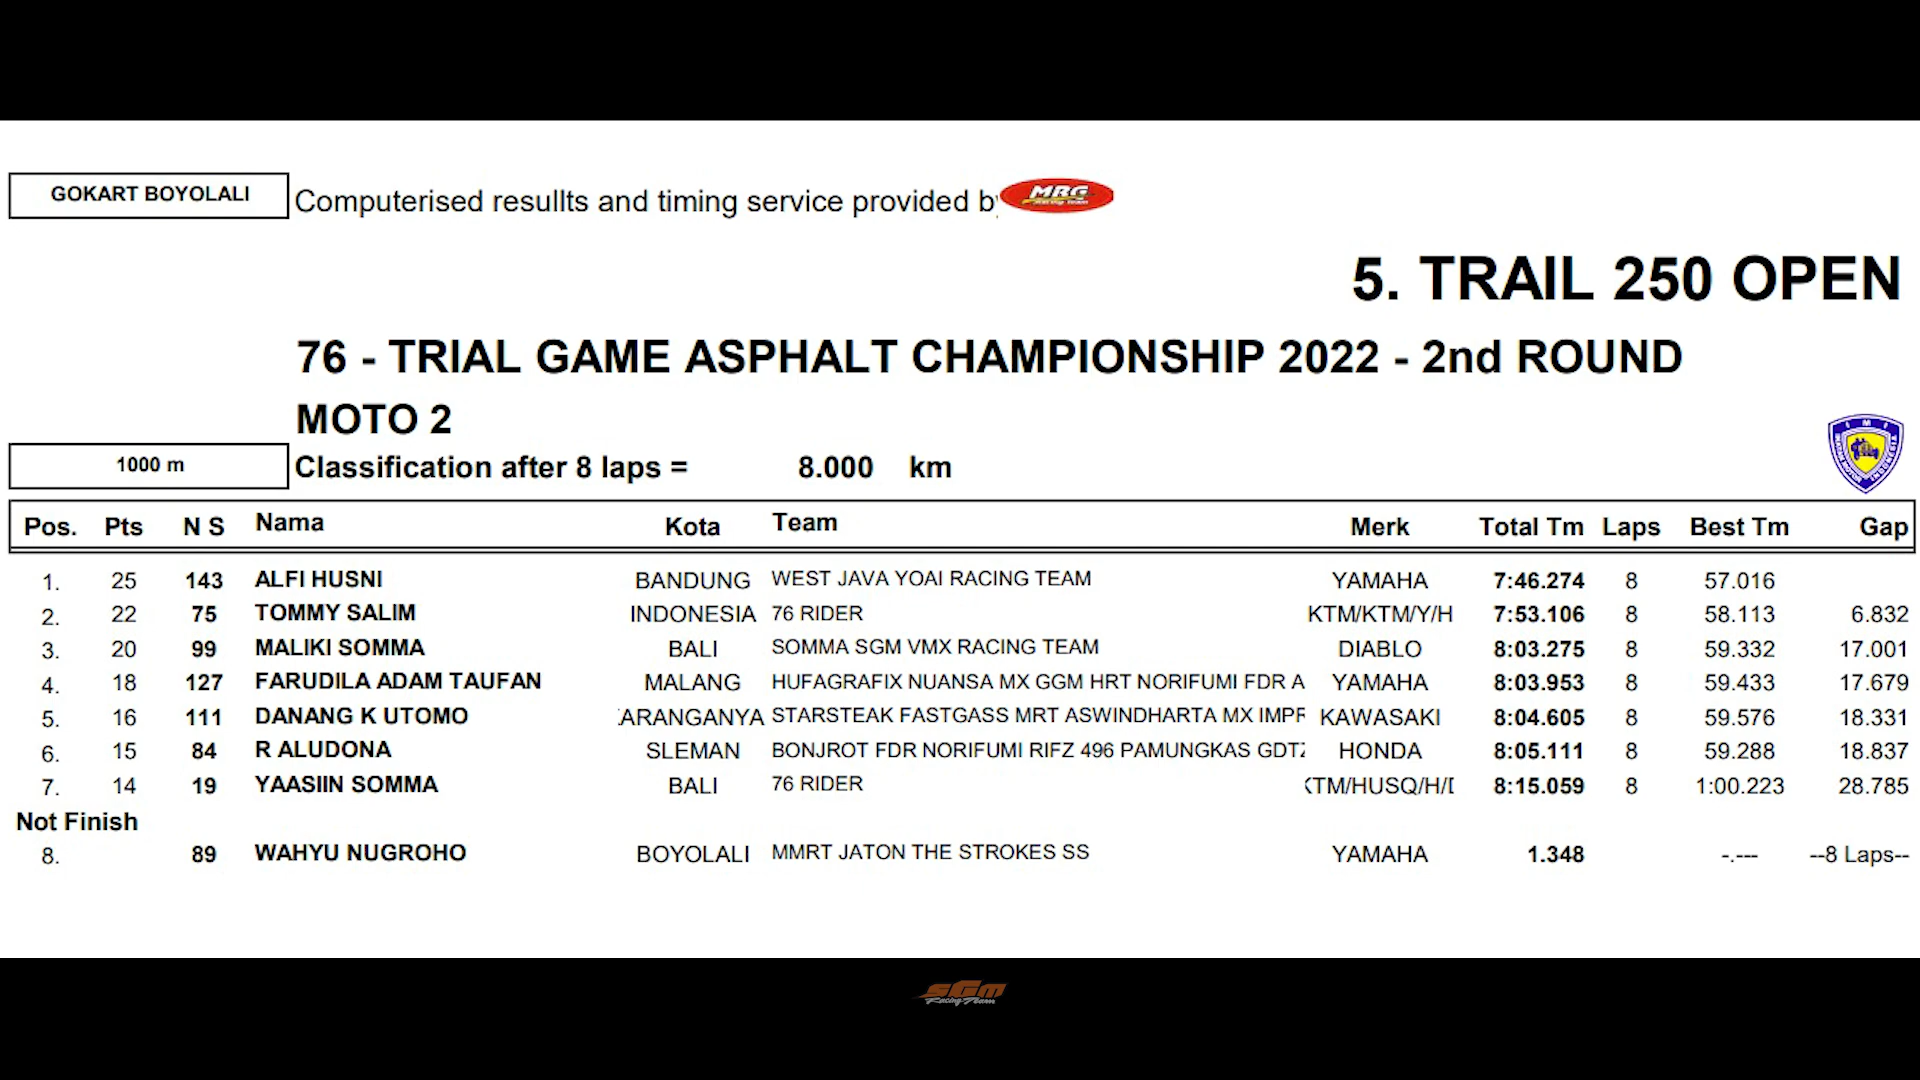 GOKART BOYOLALI Computerised resullts and timing service provided by MRG Racing Team
5. TRAIL 250 OPEN
76 - TRIAL GAME ASPHALT CHAMPIONSHIP 2022 - 2nd ROUND
MOTO 2
1000 m Classification after 8 laps = 8.000 km
Pos. Pts N S Nama Kota Team Merk Total Tm Laps Best Tm Gap
1. 25 143 ALFI HUSNI BANDUNG WEST JAVA YOAI RACING TEAM YAMAHA 7:46.274 8 57.016
2. 22 75 TOMMY SALIM INDONESIA 76 RIDER KTM/KTM/Y/H 7:53.106 8 58.113 6.832
3. 20 99 MALIKI SOMMA BALI SOMMA SGM VMX RACING TEAM DIABLO 8:03.275 8 59.332 17.001
4. 18 127 FARUDILA ADAM TAUFAN MALANG HUFAGRAFIX NUANSA MX GGM HRT NORIFUMI FDR A YAMAHA 8:03.953 8 59.433 17.679
5. 16 111 DANANG K UTOMO ARANGANYA STARSTEAK FASTGASS MRT ASWINDHARTA MX IMPR KAWASAKI 8:04.605 8 59.576 18.331
6. 15 84 R ALUDONA SLEMAN BONJROT FDR NORIFUMI RIFZ 496 PAMUNGKAS GDTZ HONDA 8:05.111 8 59.288 18.837
7. 14 19 YAASIIN SOMMA BALI 76 RIDER KTM/HUSQ/H/D 8:15.059 8 1:00.223 28.785
Not Finish
8. 89 WAHYU NUGROHO BOYOLALI MMRT JATON THE STROKES SS YAMAHA 1.348 -.--- --8 Laps--
SGM
Racing Team